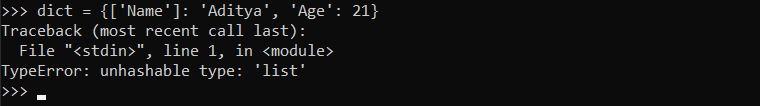 >>> dict = {['Name']: 'Aditya', 'Age': 21}
Traceback (most recent call last):
  File "<stdin>", line 1, in <module>
TypeError: unhashable type: 'list'
>>>